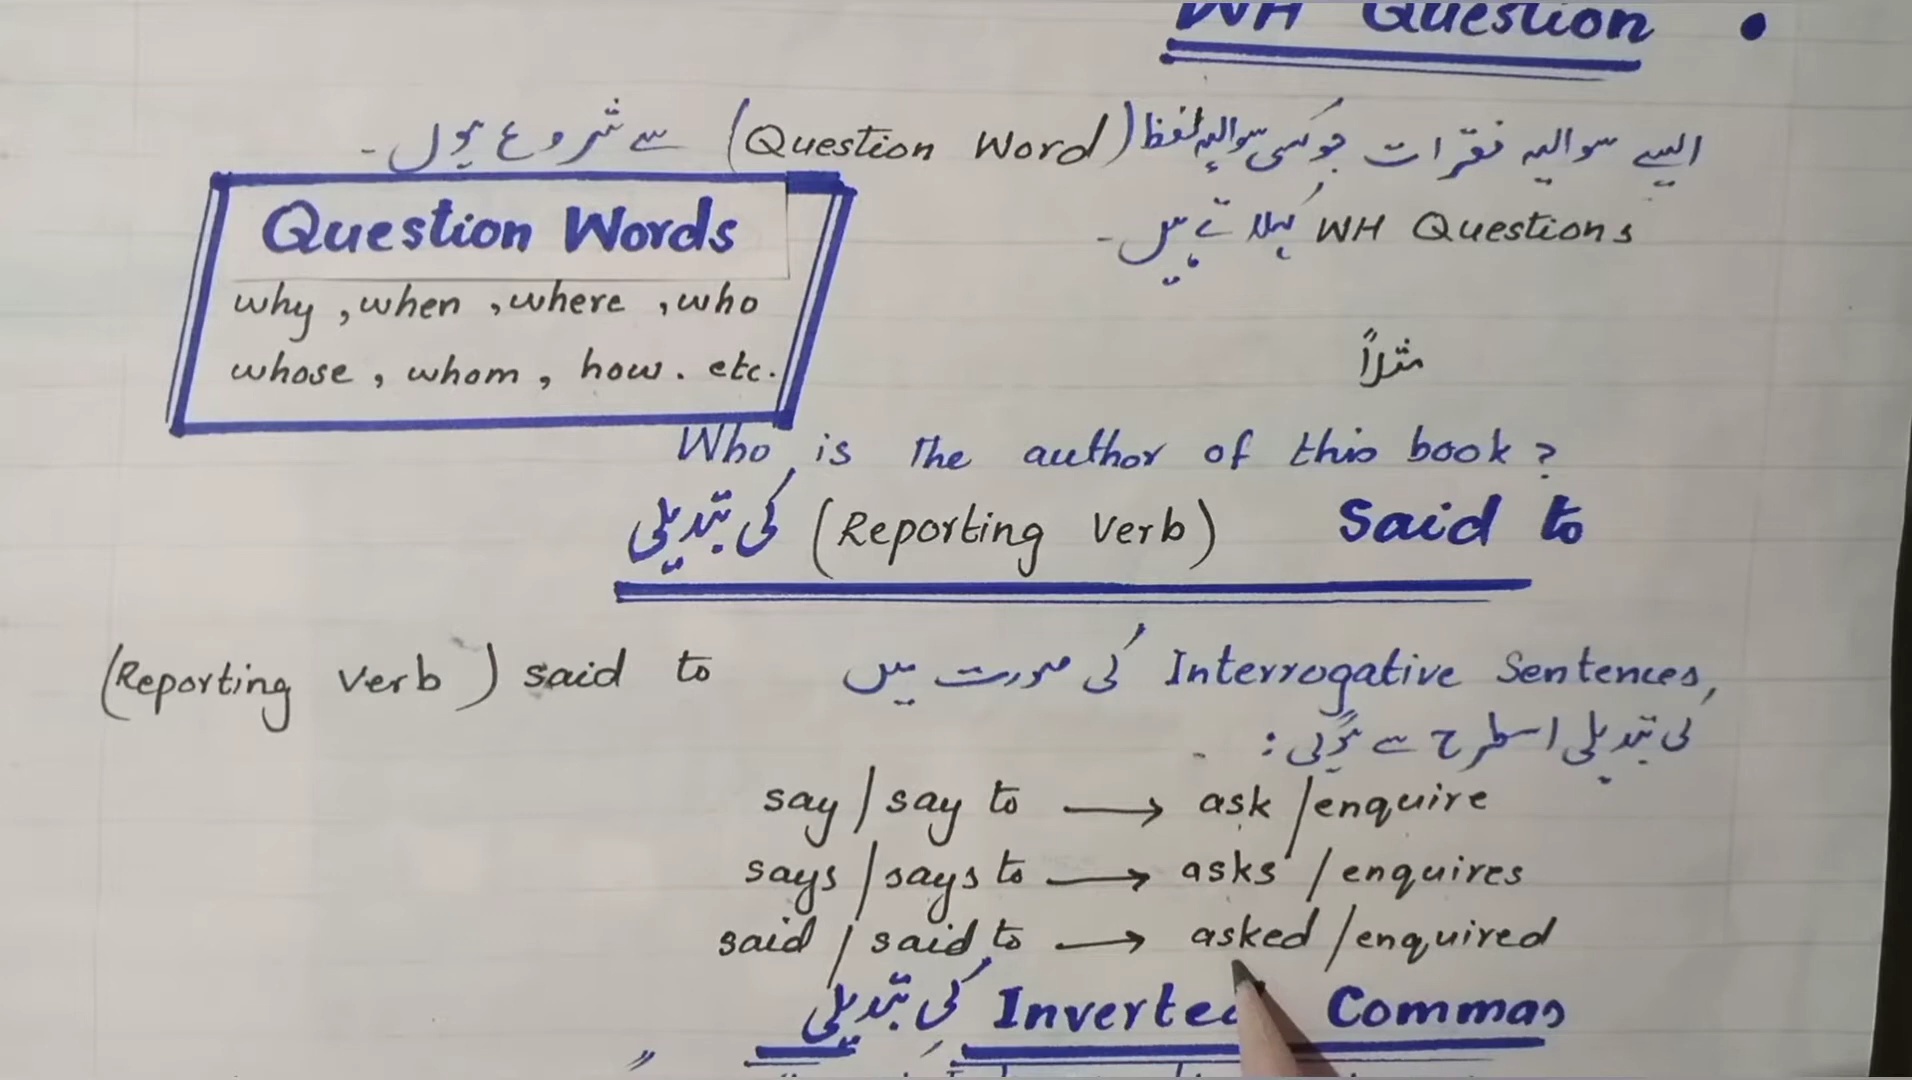 WH Question •
ایسے سوالیہ فقرات جو کسی سوالیہ لفظ (Question Word) سے شروع ہوں۔
WH Questions کہلاتے ہیں۔
Question Words
why , when , where , who
whose , whom , how . etc.
مثلاً
Who is the author of this book ?
Said to (Reporting Verb) کی تبدیلی
Interrogative Sentences, کی صورت میں said to (Reporting Verb)
کی تبدیلی اسطرح سے ہوگی :
say / say to → ask / enquire
says / says to → asks / enquires
said / said to → asked / enquired
Inverted Commas کی تبدیلی